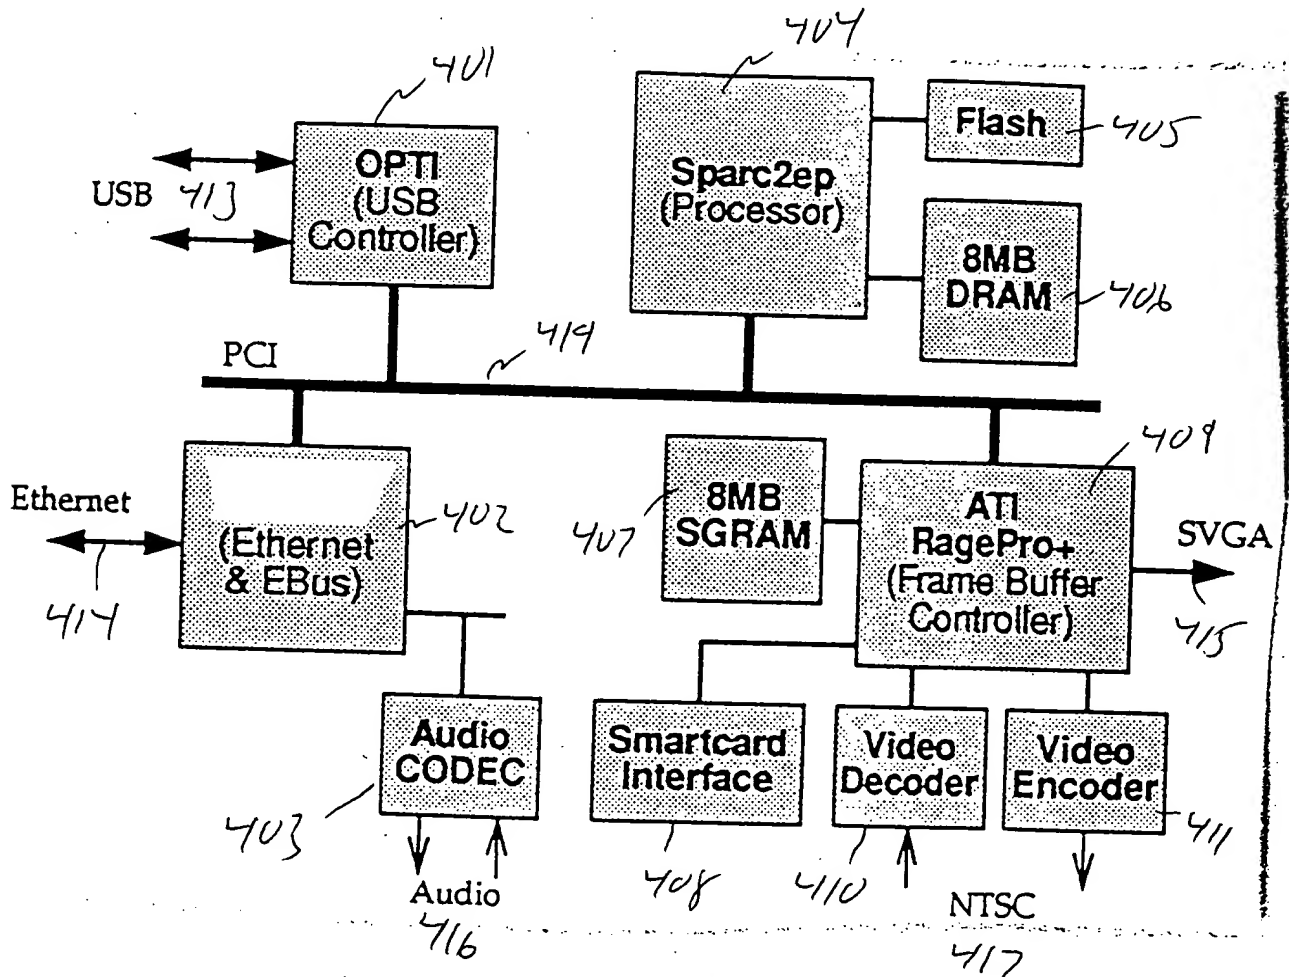 404
401
Flash
405
OPTI
(USB
Controller)
USB 413
Sparc2ep
(Processor)
8MB
DRAM
406
PCI
419
409
Ethernet
402
(Ethernet
& EBus)
414
8MB
SGRAM
407
ATI
RagePro+
(Frame Buffer
Controller)
SVGA
415
Audio
CODEC
403
Smartcard
Interface
Video
Decoder
Video
Encoder
411
408
410
Audio
416
NTSC
417